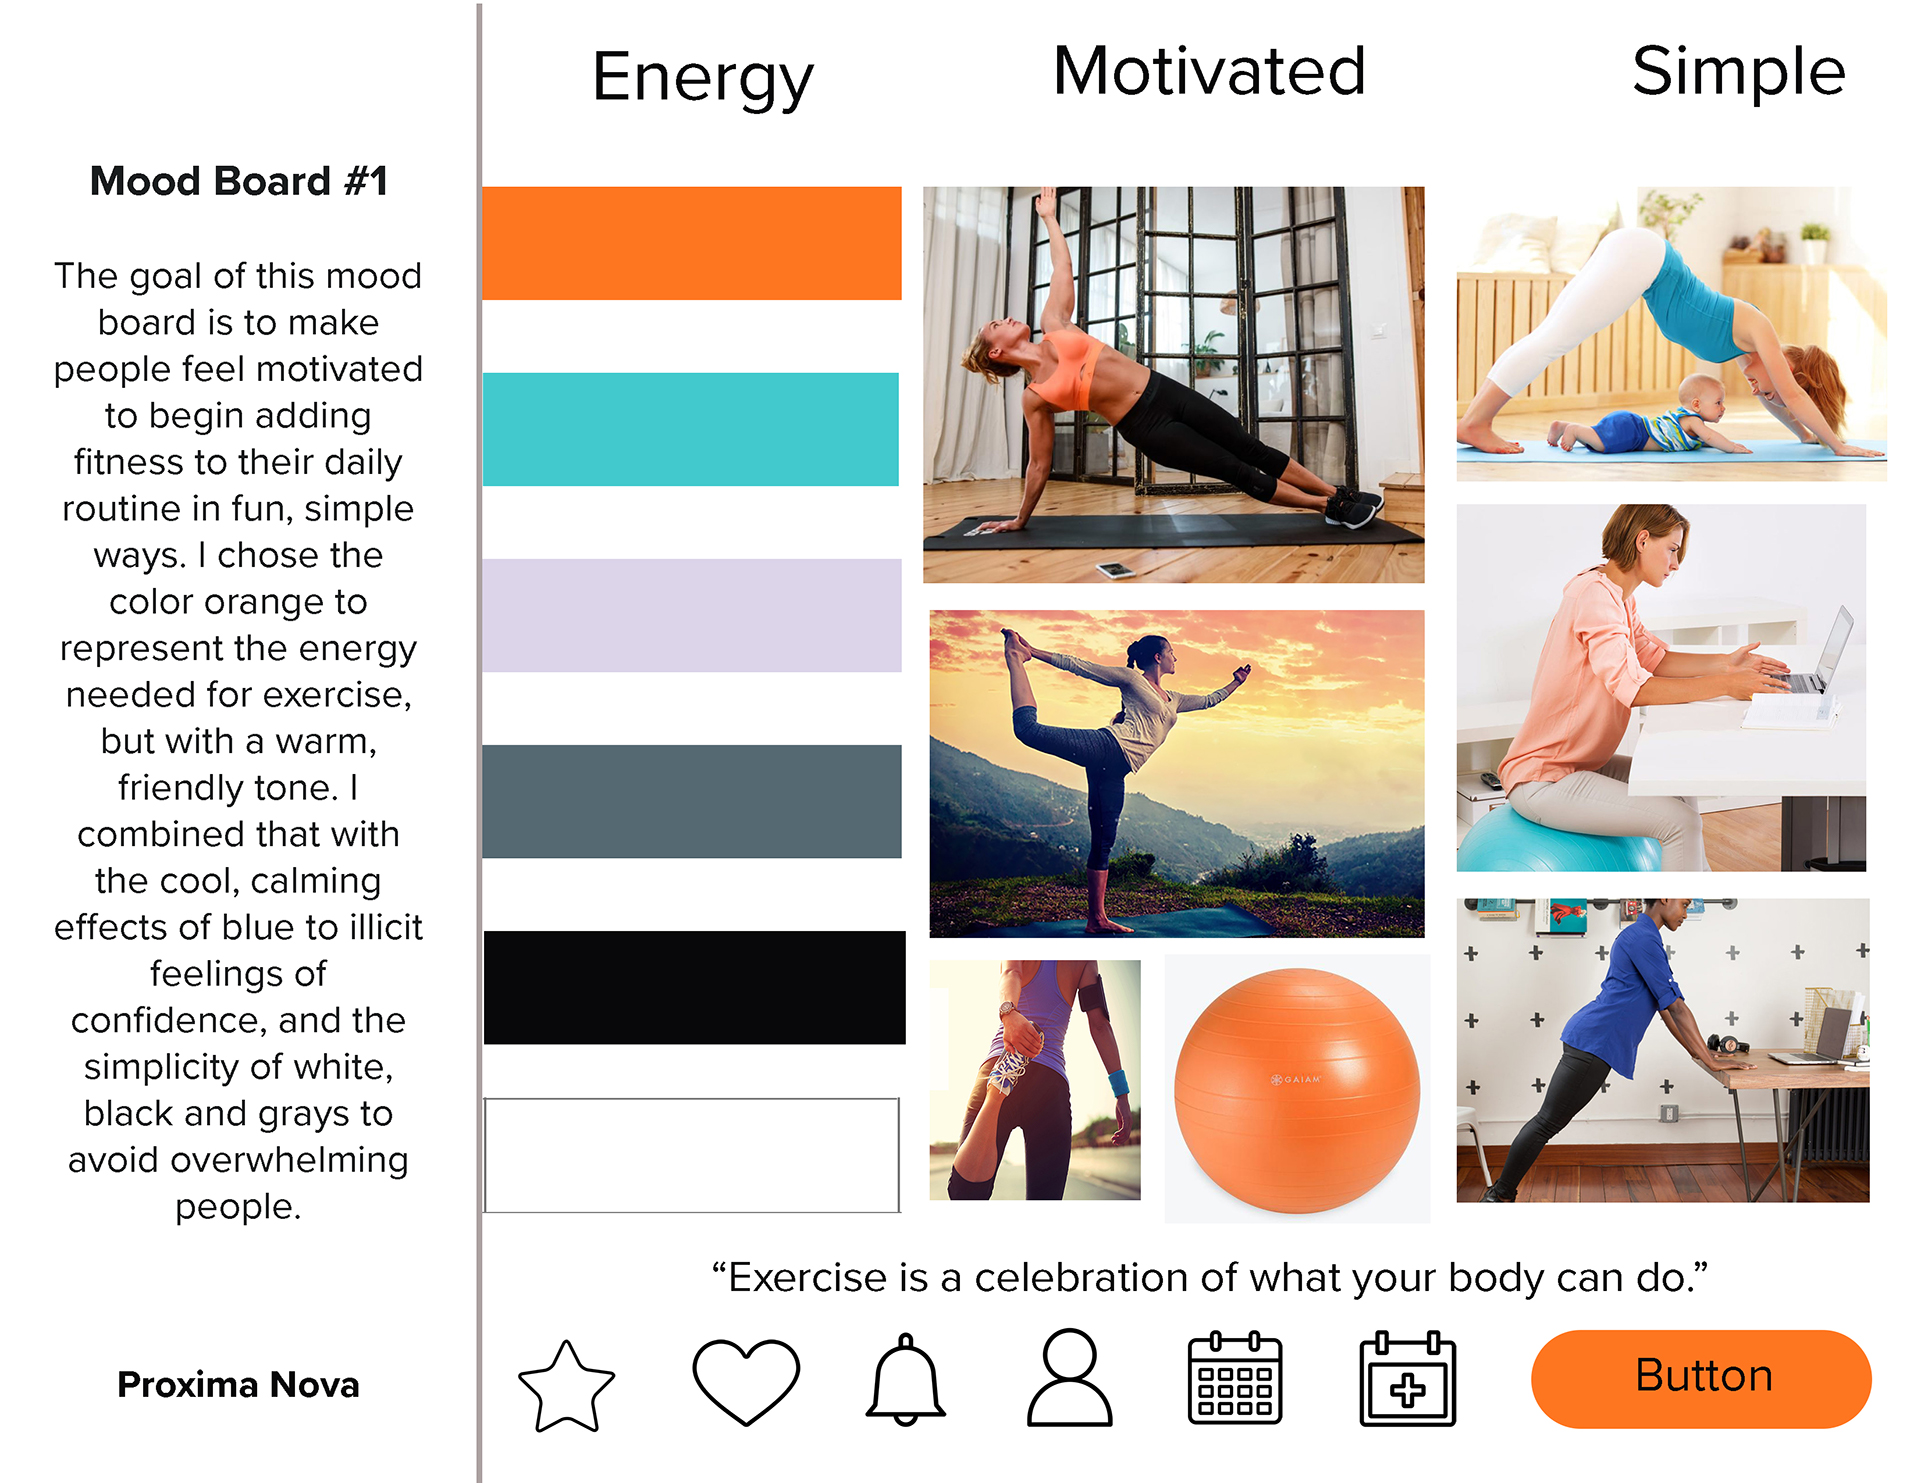 Energy
Motivated
Simple
Mood Board #1
The goal of this mood
board is to make
people feel motivated
to begin adding
fitness to their daily
routine in fun, simple
ways. I chose the
color orange to
represent the energy
needed for exercise,
but with a warm,
friendly tone. I
combined that with
the cool, calming
effects of blue to illicit
feelings of
confidence, and the
simplicity of white,
black and grays to
avoid overwhelming
people.
Proxima Nova
GAIAM
“Exercise is a celebration of what your body can do.”
Button